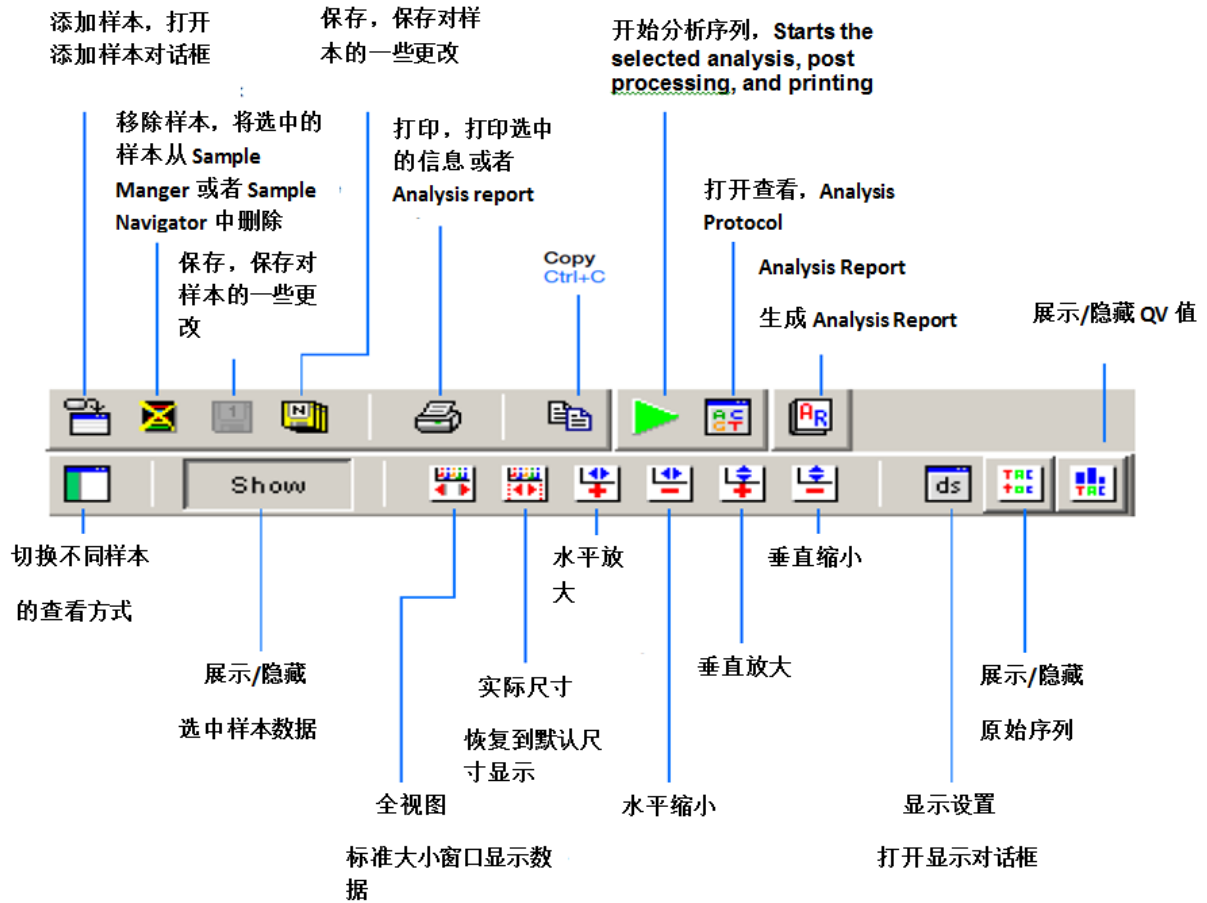 添加样本，打开
添加样本对话框
保存，保存对样
本的一些更改
开始分析序列，Starts the
selected analysis, post
processing, and printing
移除样本，将选中的
样本从 Sample
Manger 或者 Sample
Navigator 中删除
打印，打印选中
的信息 或者
Analysis report
打开查看，Analysis
Protocol
保存，保存对
样本的一些更
改
Copy
Ctrl+C
Analysis Report
生成 Analysis Report
展示/隐藏 QV 值
1
N
AC
GT
AR
Show
ds
TAC
tac
TAC
切换不同样本
的查看方式
水平放
大
垂直缩小
展示/隐藏
选中样本数据
实际尺寸
恢复到默认尺
寸显示
垂直放大
展示/隐藏
原始序列
全视图
标准大小窗口显示数
据
水平缩小
显示设置
打开显示对话框